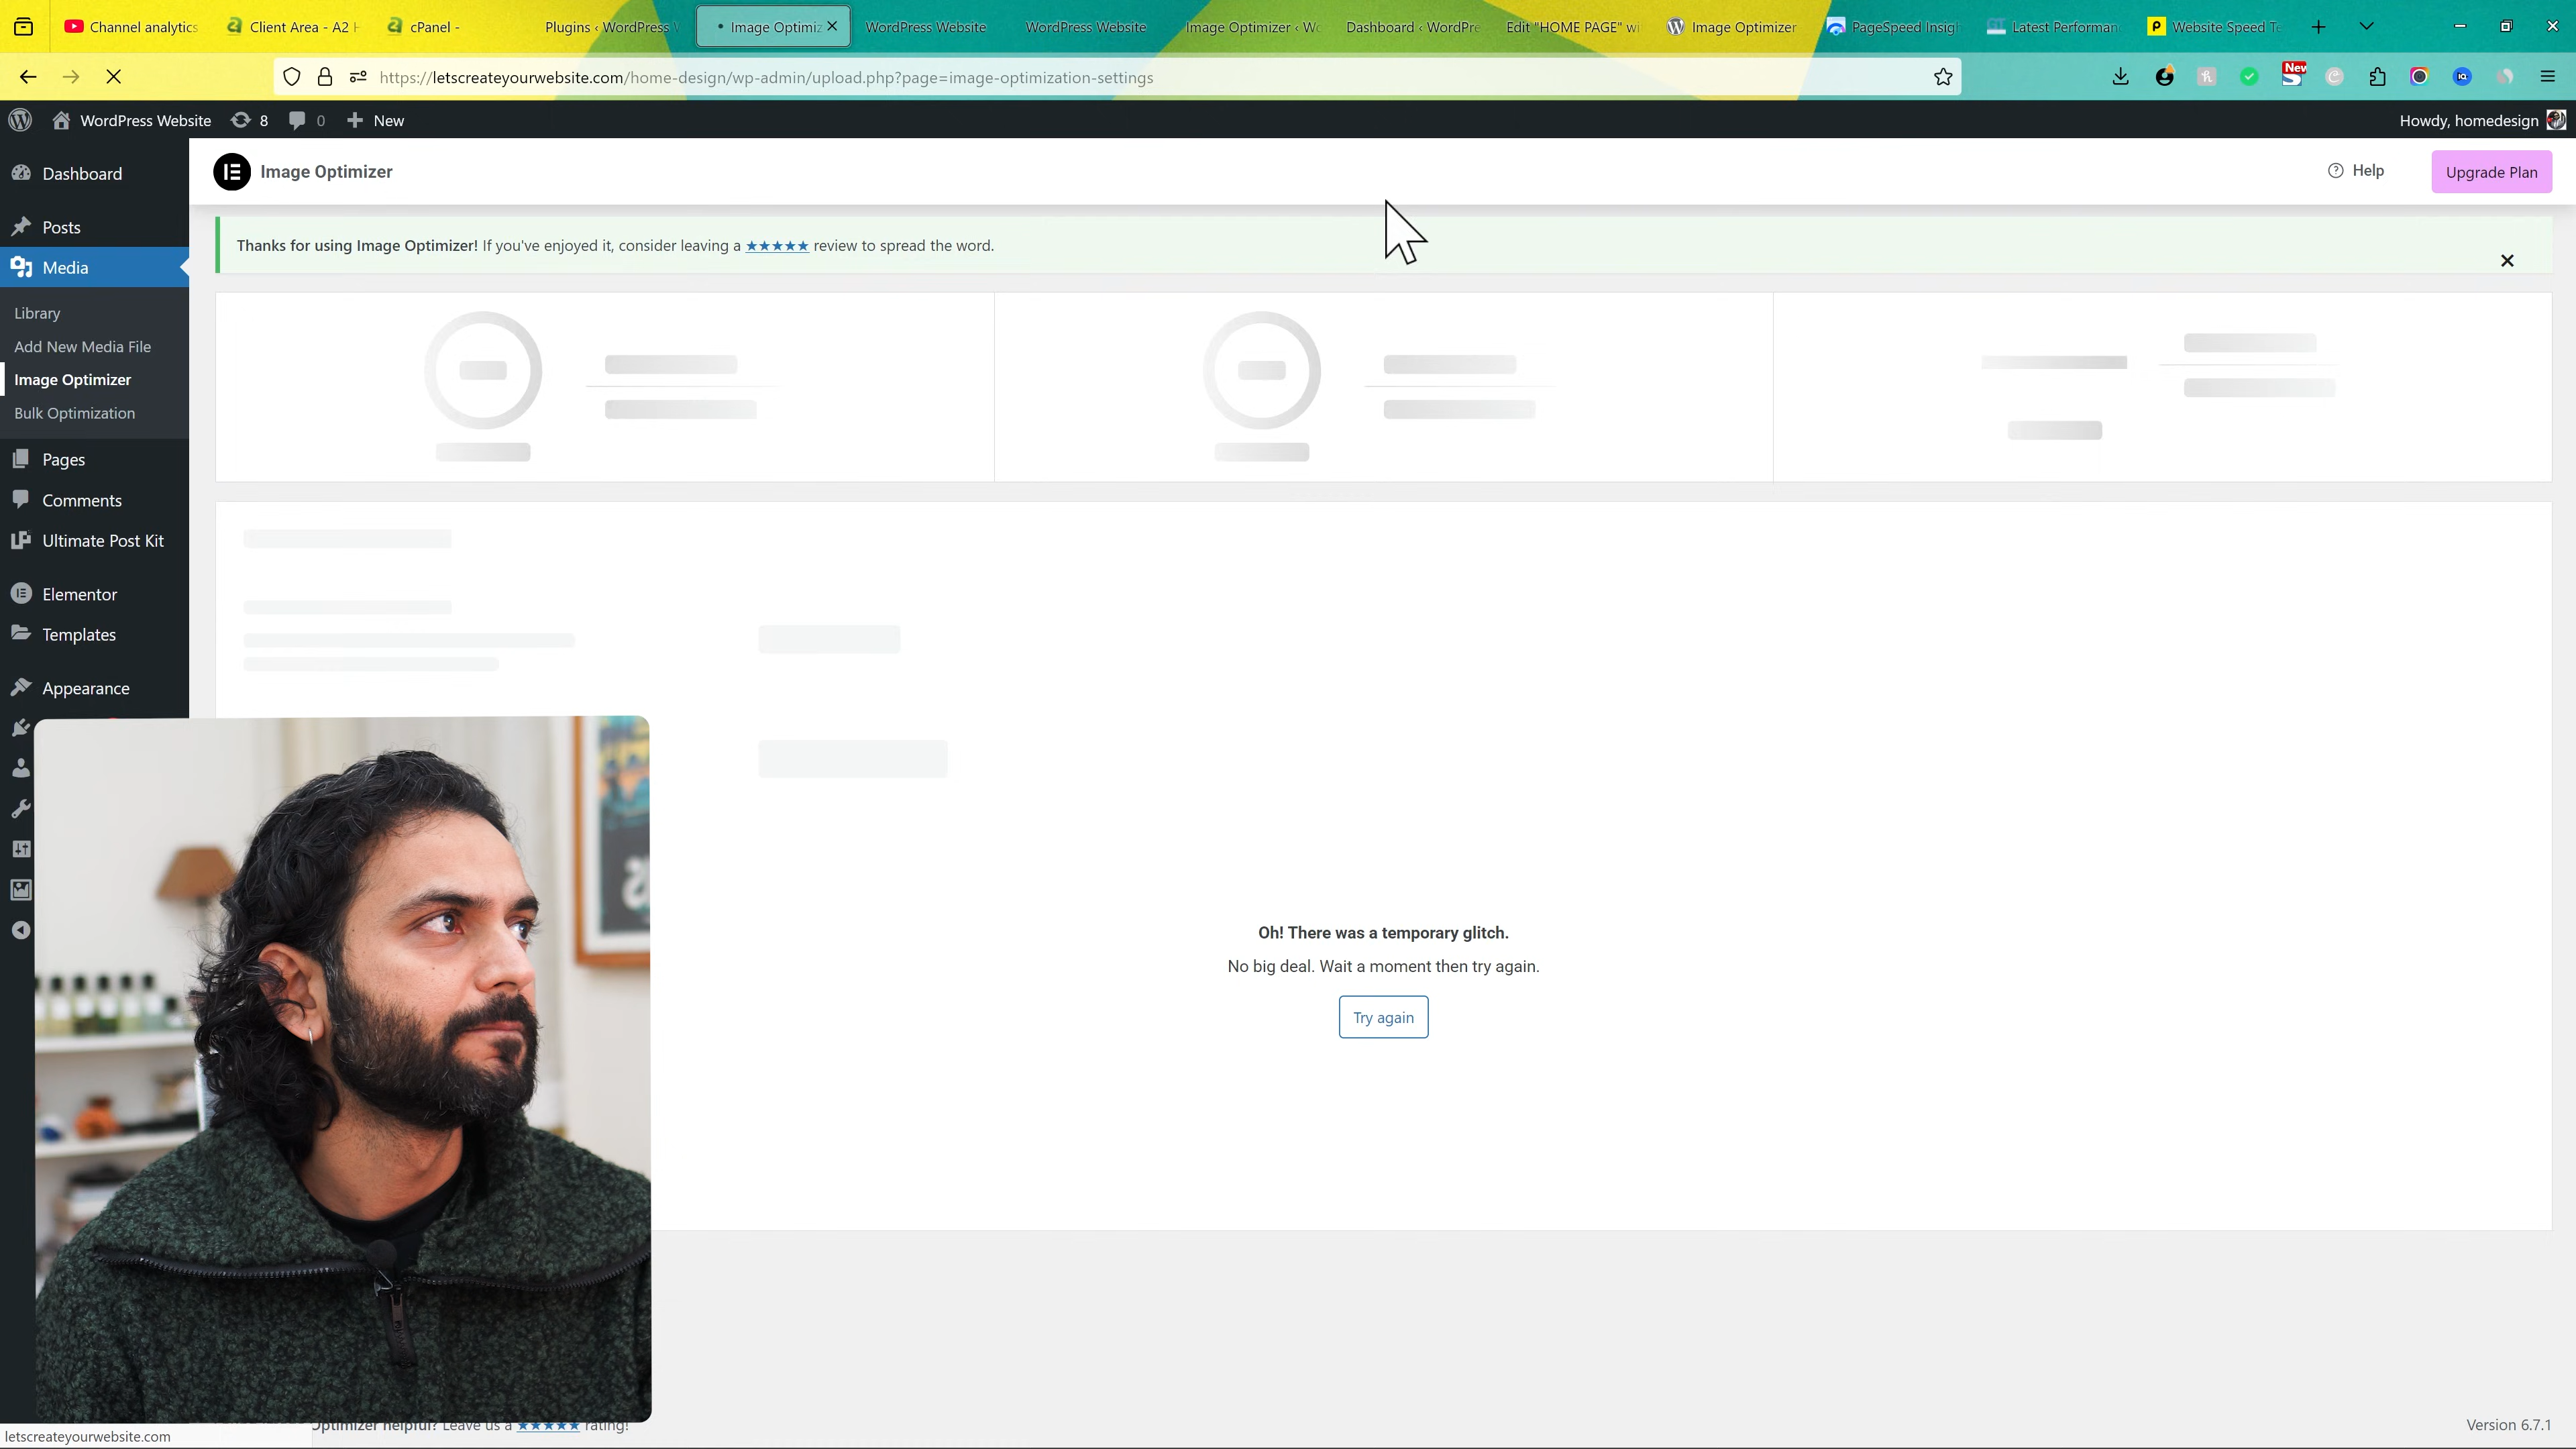 Channel analytics
Client Area - A2 H
cPanel -
Plugins ‹ WordPress
Image Optimiz
WordPress Website
WordPress Website
Image Optimizer ‹ Wo
Dashboard ‹ WordPre
Edit "HOME PAGE" wi
Image Optimizer
PageSpeed Insig
Latest Performan
Website Speed Te
https://letscreateyourwebsite.com/home-design/wp-admin/upload.php?page=image-optimization-settings
New
WordPress Website
8
0
New
Howdy, homedesign
Dashboard
Posts
Media
Library
Add New Media File
Image Optimizer
Bulk Optimization
Pages
Comments
Ultimate Post Kit
Elementor
Templates
Appearance
Image Optimizer
Help
Upgrade Plan
Thanks for using Image Optimizer! If you've enjoyed it, consider leaving a ★★★★★ review to spread the word.
Oh! There was a temporary glitch.
No big deal. Wait a moment then try again.
Try again
Optimizer helpful? Leave us a ★★★★★ rating!
Version 6.7.1
letscreateyourwebsite.com